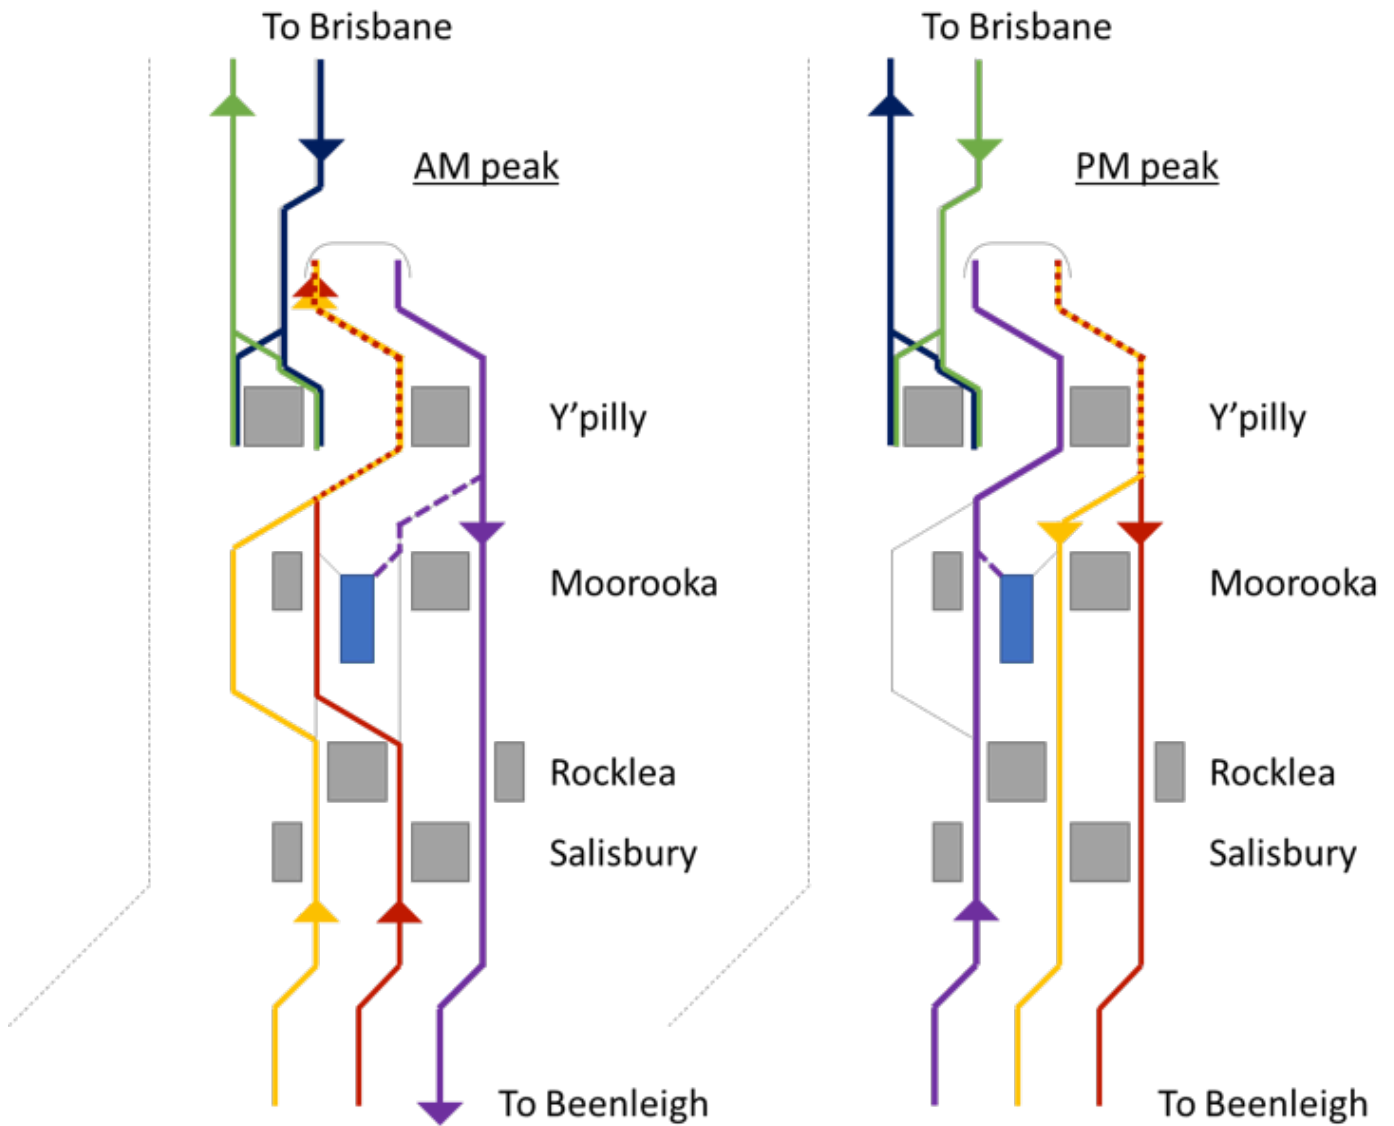 To Brisbane
AM peak
Y'pilly
Moorooka
Rocklea
Salisbury
To Beenleigh
To Brisbane
PM peak
Y'pilly
Moorooka
Rocklea
Salisbury
To Beenleigh